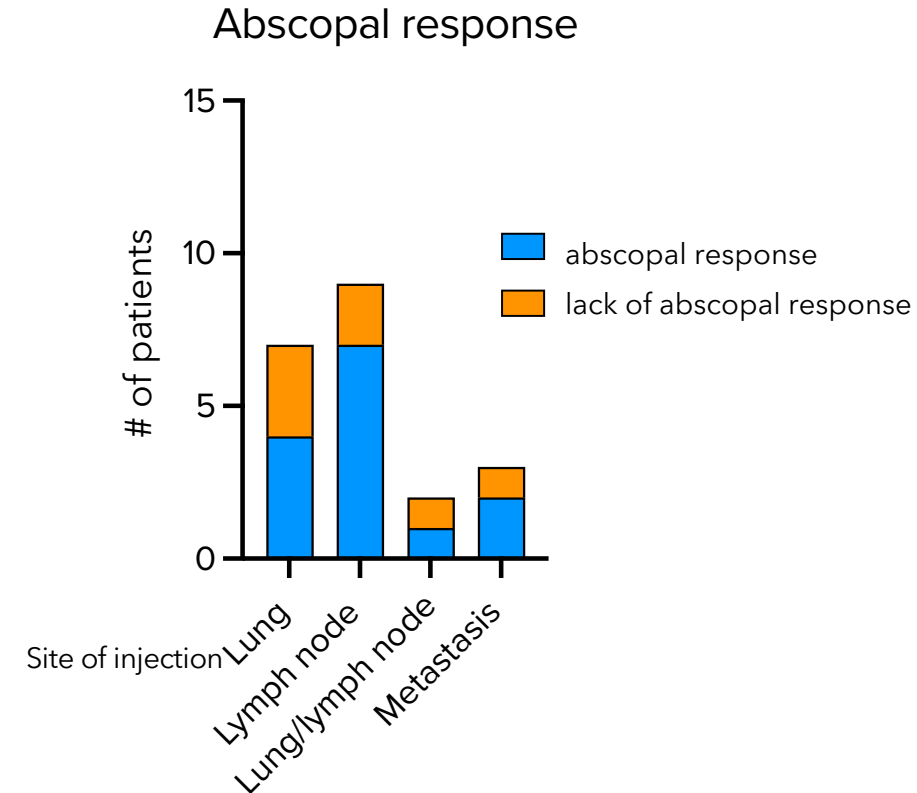 Abscopal response
15
10
5
0
# of patients
abscopal response
lack of abscopal response
Site of injection
Lung
Lymph node
Lung/lymph node
Metastasis